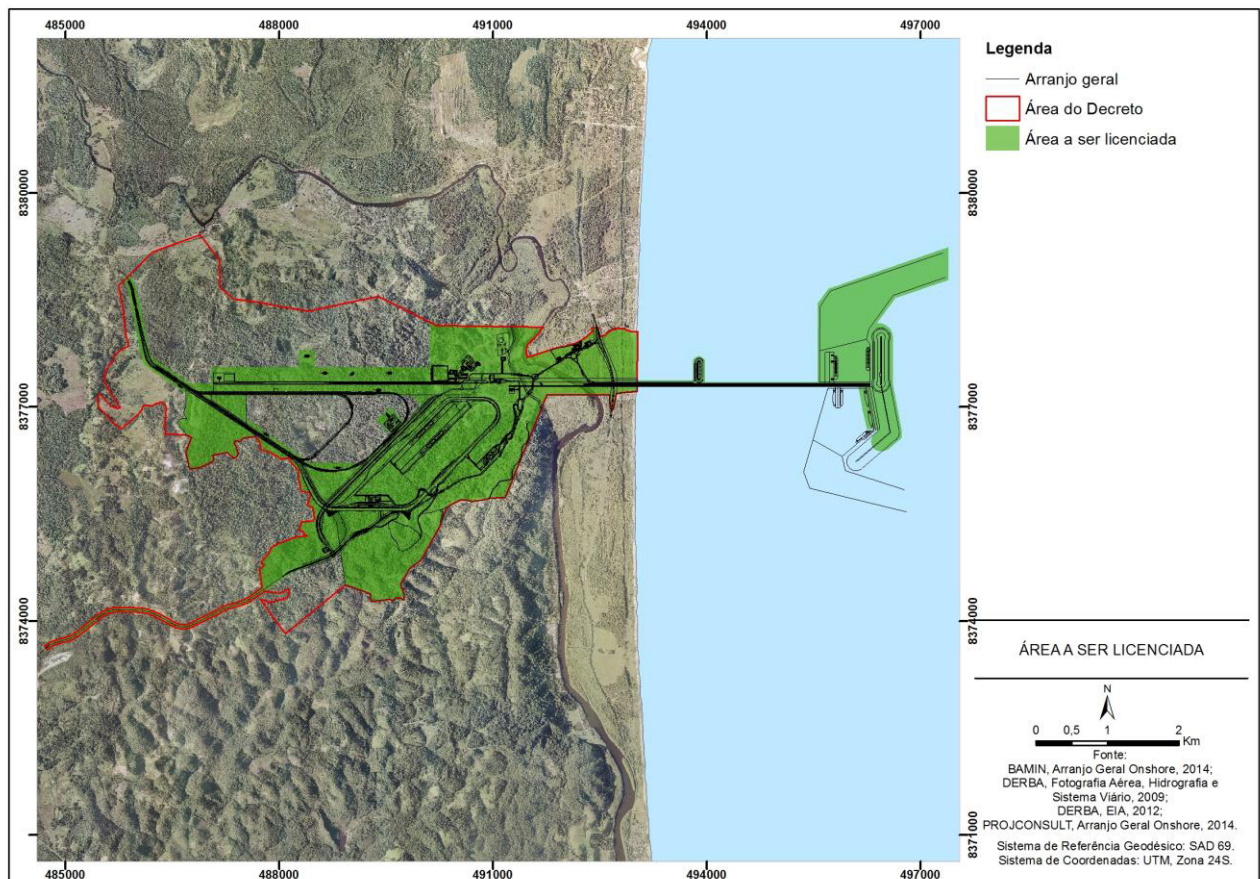 485000 488000 491000 494000 497000
8380000 8380000
8377000 8377000
8374000 8374000
8371000
485000 488000 491000 494000 497000
Legenda
Arranjo geral
Área do Decreto
Área a ser licenciada
ÁREA A SER LICENCIADA
N
0 0,5 1 2
Km
Fonte:
BAMIN, Arranjo Geral Onshore, 2014;
DERBA, Fotografia Aérea, Hidrografia e
Sistema Viário, 2009;
DERBA, EIA, 2012;
PROJCONSULT, Arranjo Geral Onshore, 2014.
Sistema de Referência Geodésico: SAD 69.
Sistema de Coordenadas: UTM, Zona 24S.